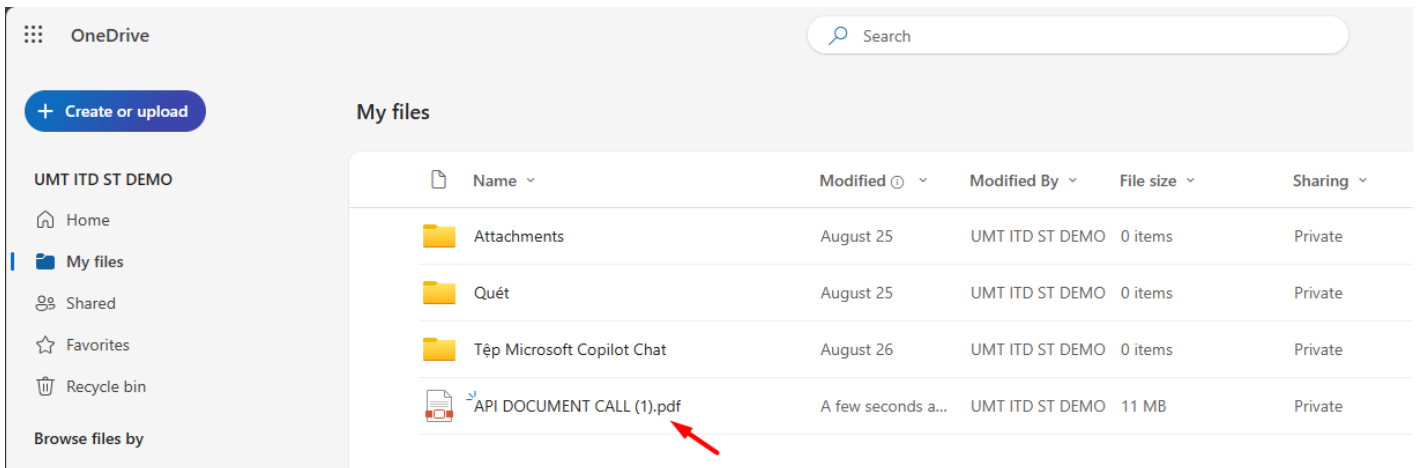 OneDrive
Search
Create or upload
My files
UMT ITD ST DEMO
Name Modified Modified By File size Sharing
Home
Attachments August 25 UMT ITD ST DEMO 0 items Private
My files
Quét August 25 UMT ITD ST DEMO 0 items Private
Shared
Favorites
Tệp Microsoft Copilot Chat August 26 UMT ITD ST DEMO 0 items Private
Recycle bin
API DOCUMENT CALL (1).pdf A few seconds a... UMT ITD ST DEMO 11 MB Private
Browse files by